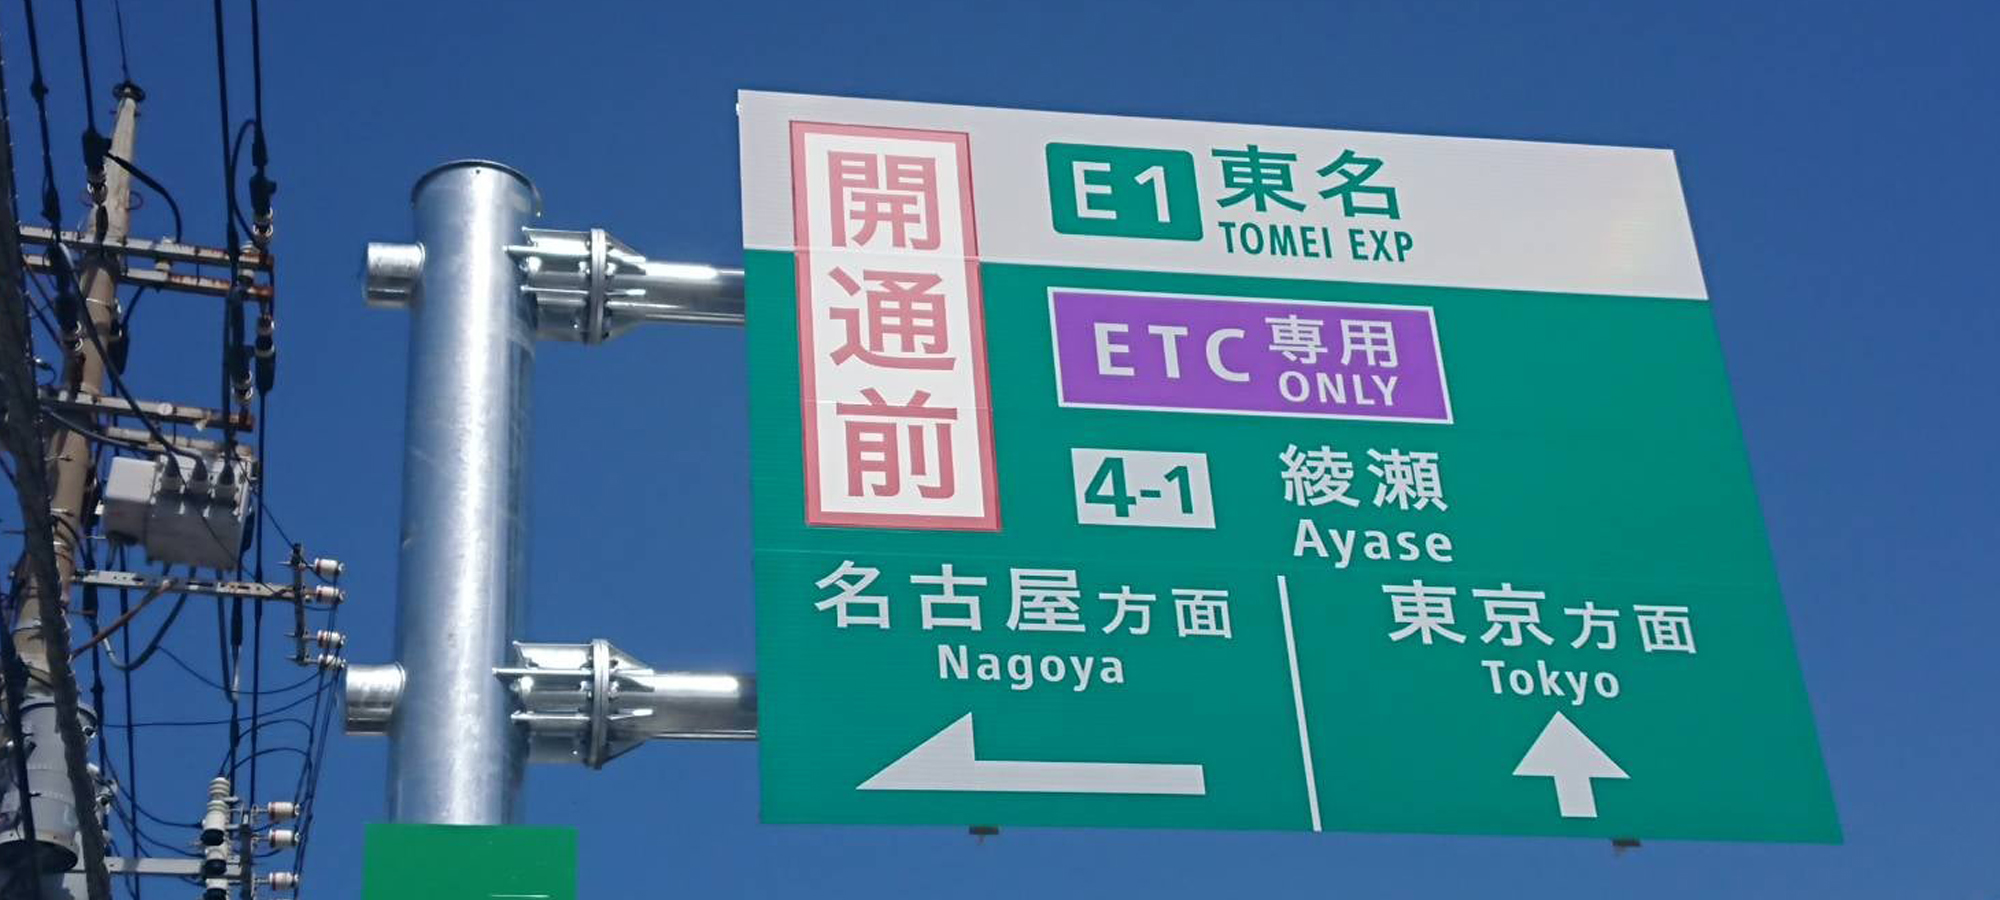 開通前
E1 東名
TOMEI EXP
ETC 専用
ONLY
4-1 綾瀬
Ayase
名古屋方面
Nagoya
東京方面
Tokyo